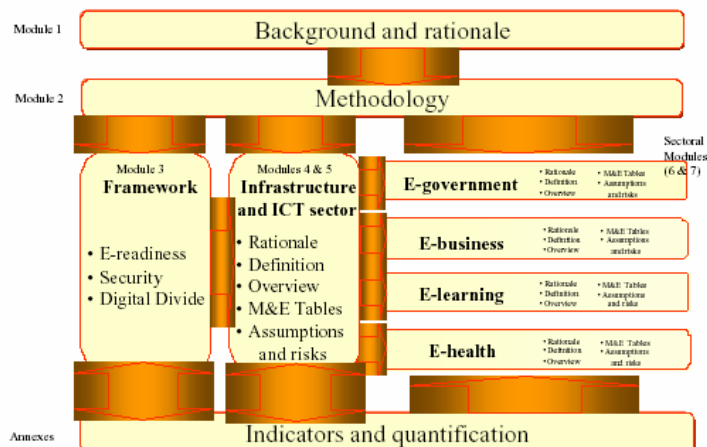 Module 1
Background and rationale
Module 2
Methodology
Module 3
Framework
• E-readiness
• Security
• Digital Divide
Modules 4 & 5
Infrastructure
and ICT sector
• Rationale
• Definition
• Overview
• M&E Tables
• Assumptions
and risks
Sectoral
Modules
(6 & 7)
E-government
• Rationale
• Definition
• Overview
• M&E Tables
• Assumptions
and risks
E-business
• Rationale
• Definition
• Overview
• M&E Tables
• Assumptions
and risks
E-learning
• Rationale
• Definition
• Overview
• M&E Tables
• Assumptions
and risks
E-health
• Rationale
• Definition
• Overview
• M&E Tables
• Assumptions
and risks
Annexes
Indicators and quantification